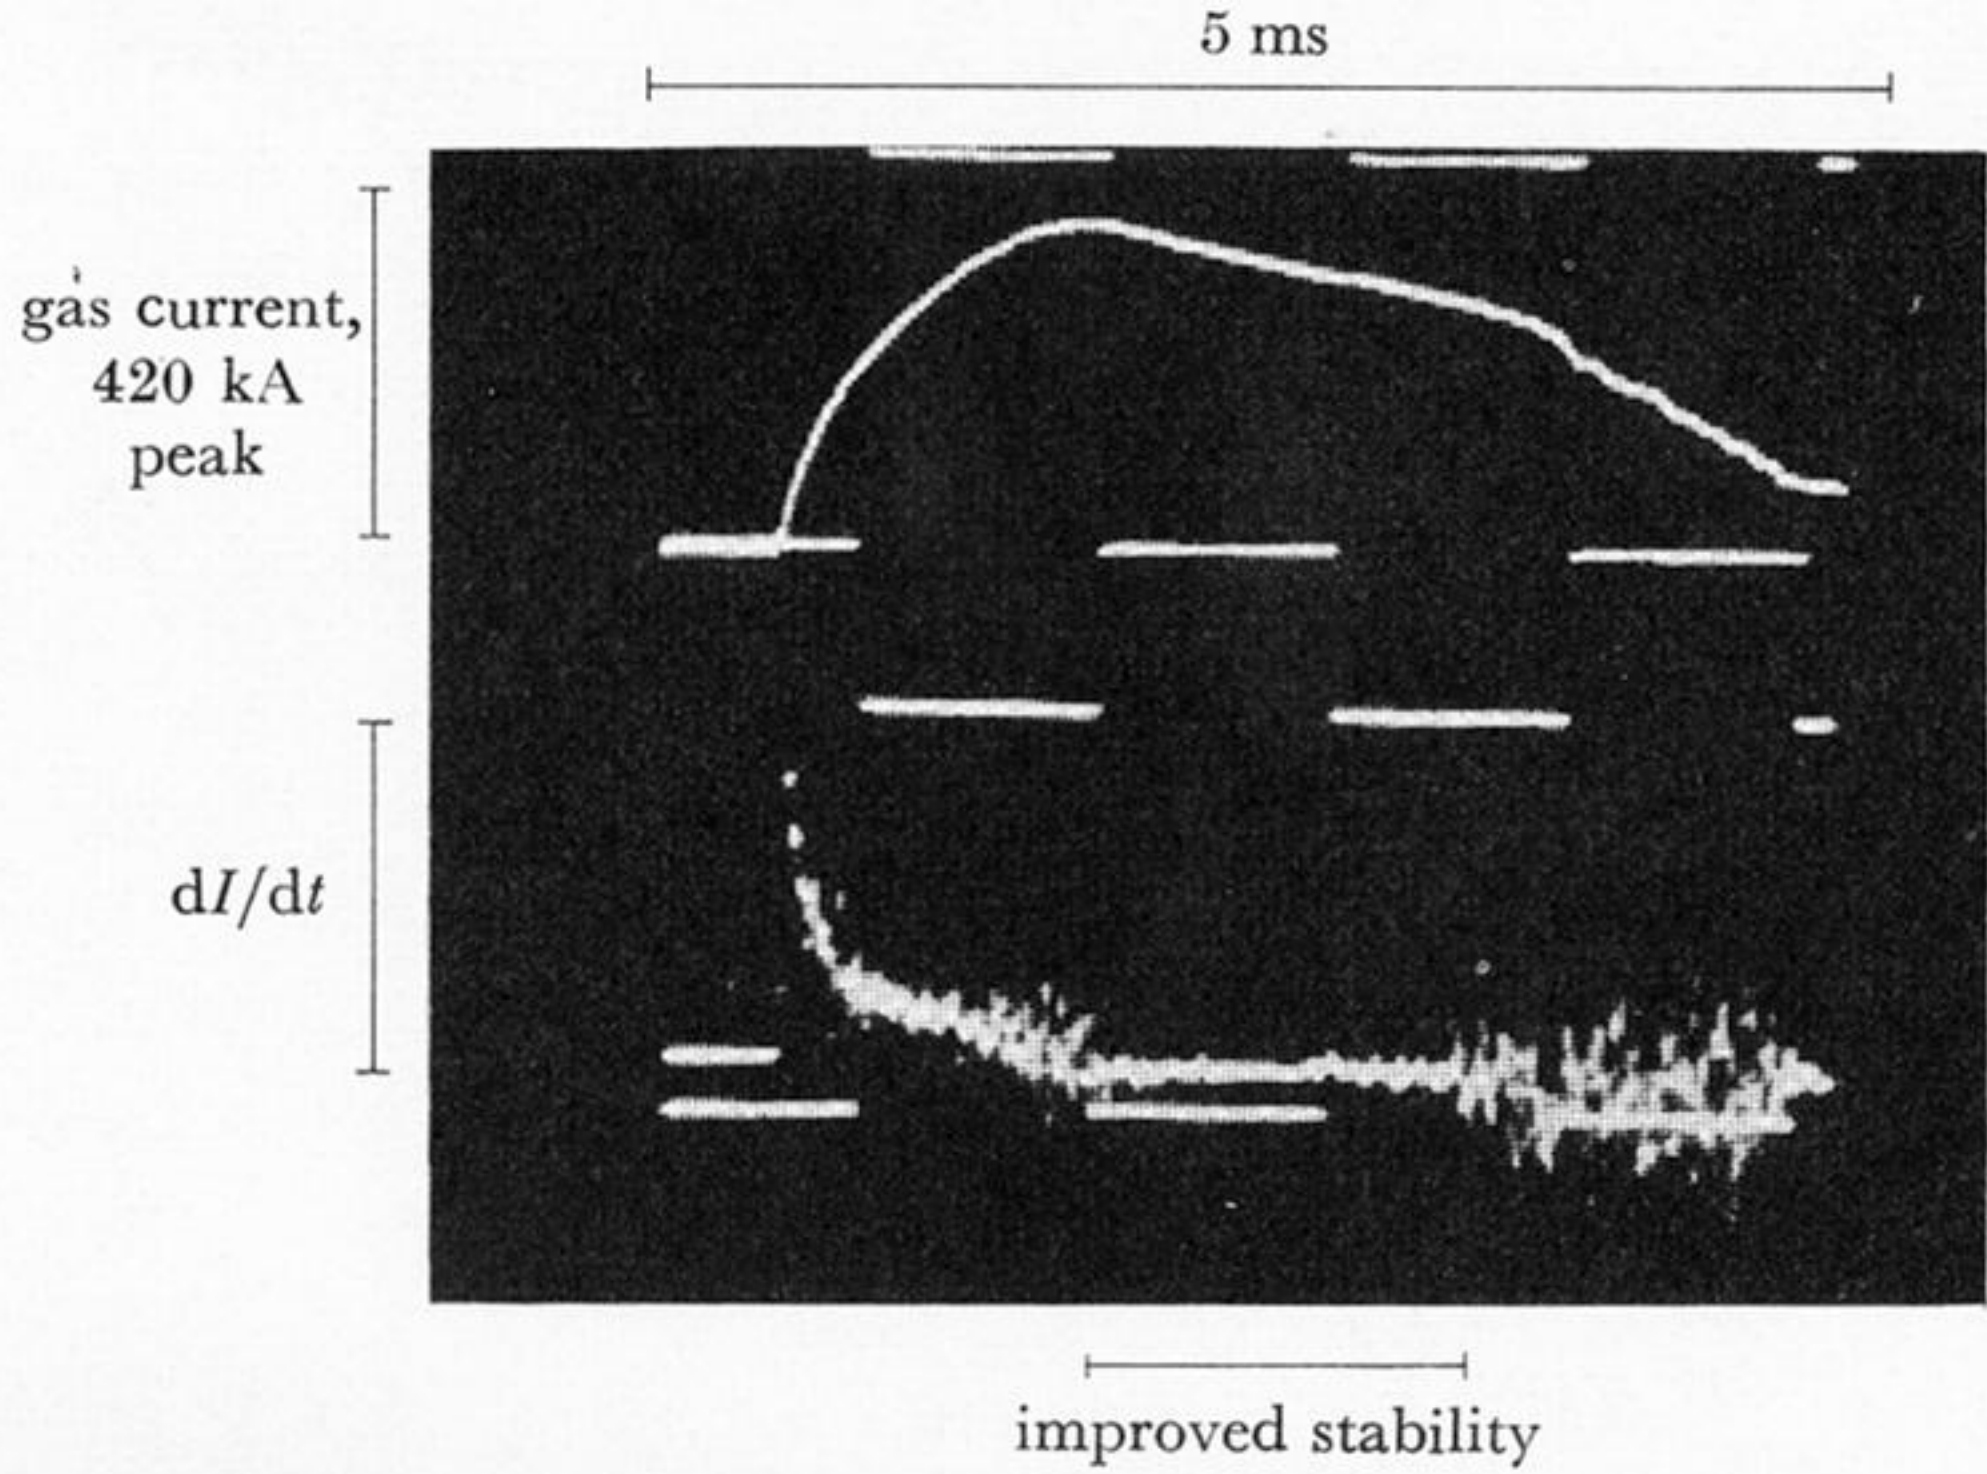 5 ms
gas current,
420 kA
peak
dI/dt
improved stability